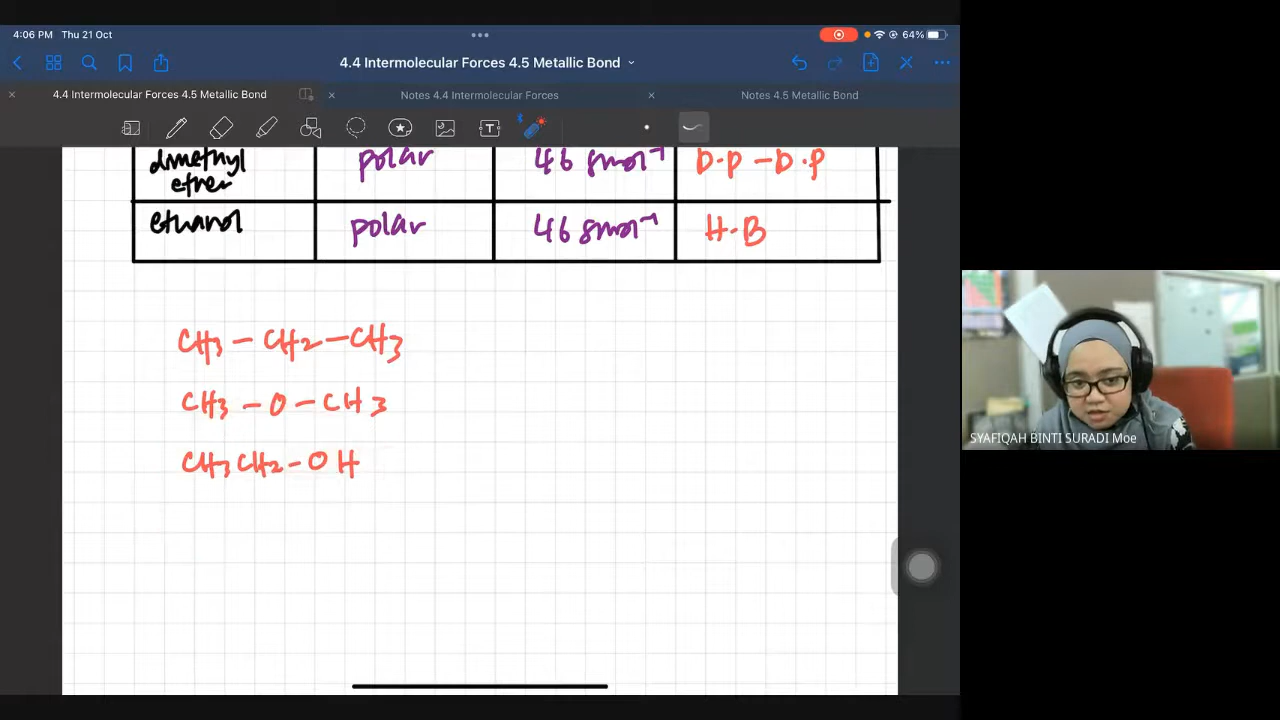 4:06 PM Thu 21 Oct
64%
4.4 Intermolecular Forces 4.5 Metallic Bond
4.4 Intermolecular Forces 4.5 Metallic Bond
Notes 4.4 Intermolecular Forces
Notes 4.5 Metallic Bond
dimethyl ether polar 46 gmol⁻¹ D.P - D.P
ethanol polar 46 gmol⁻¹ H.B
CH3 - CH2 - CH3
CH3 - O - CH3
CH3CH2 - OH
SYAFIQAH BINTI SURADI Moe